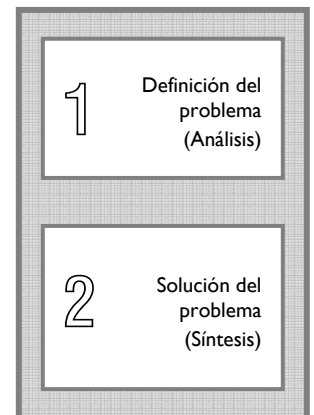 1
Definición del
problema
(Análisis)
2
Solución del
problema
(Síntesis)